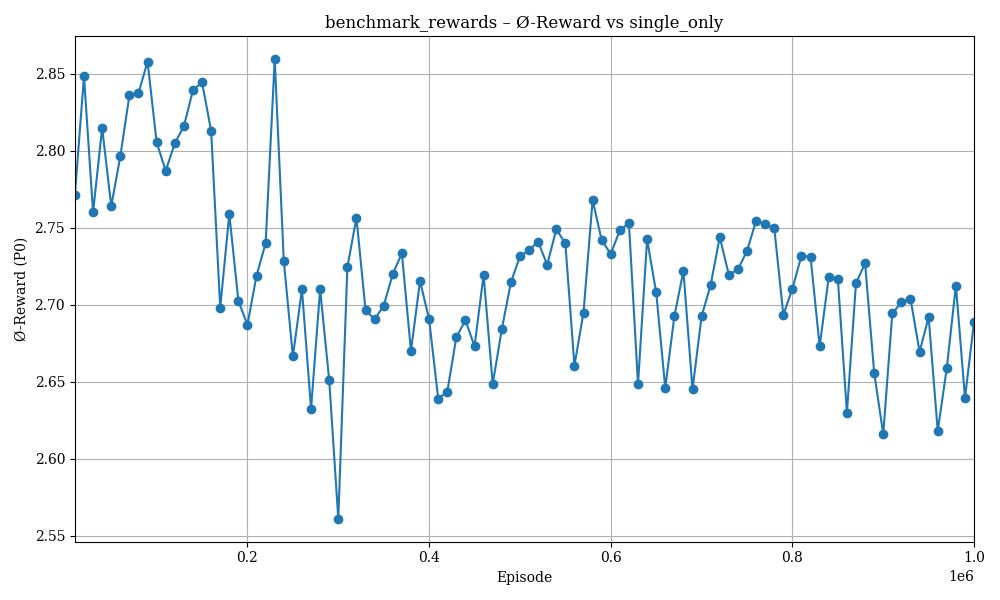 benchmark_rewards – Ø-Reward vs single_only
Ø-Reward (P0)
2.85
2.80
2.75
2.70
2.65
2.60
2.55
0.2 0.4 0.6 0.8 1.0
1e6
Episode